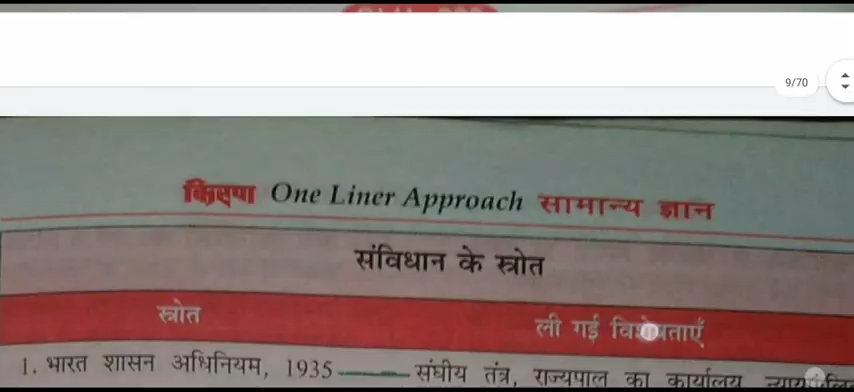 9/70
किरण One Liner Approach सामान्य ज्ञान
संविधान के स्त्रोत
स्त्रोत ली गई विशेषताएँ
1. भारत शासन अधिनियम, 1935 —— संघीय तंत्र, राज्यपाल का कार्यालय